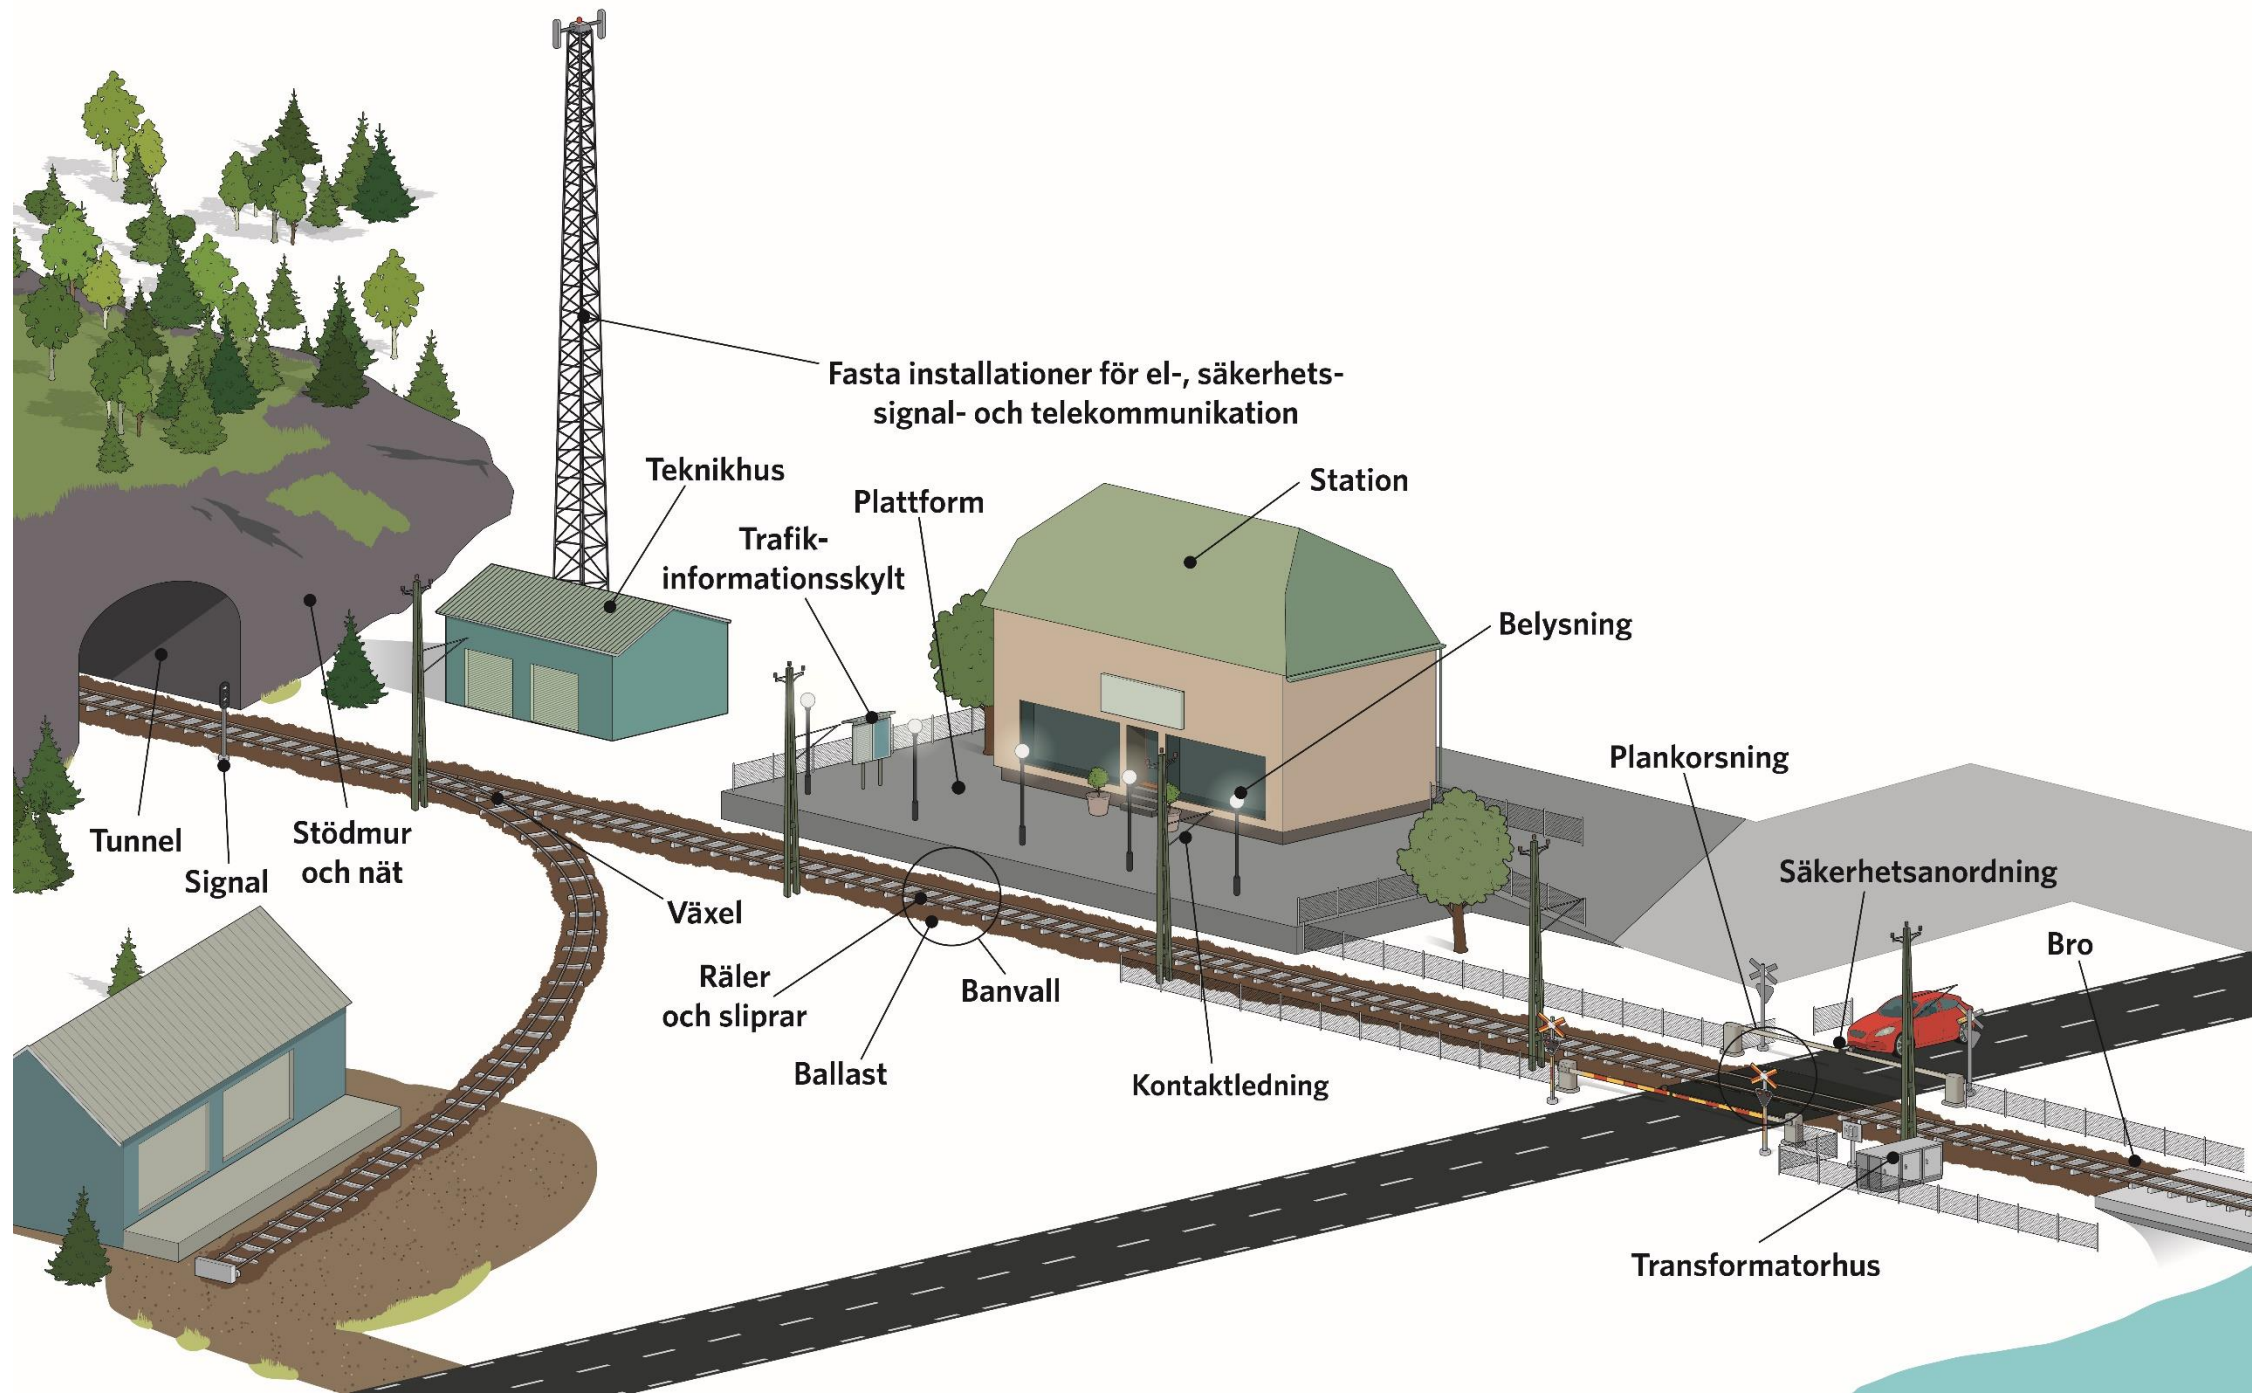 Fasta installationer för el-, säkerhets-
signal- och telekommunikation
Teknikhus
Plattform
Station
Trafik-
informationsskylt
Belysning
Plankorsning
Tunnel
Signal
Stödmur
och nät
Växel
Säkerhetsanordning
Bro
Räler
och sliprar
Banvall
Ballast
Kontaktledning
Transformatorhus